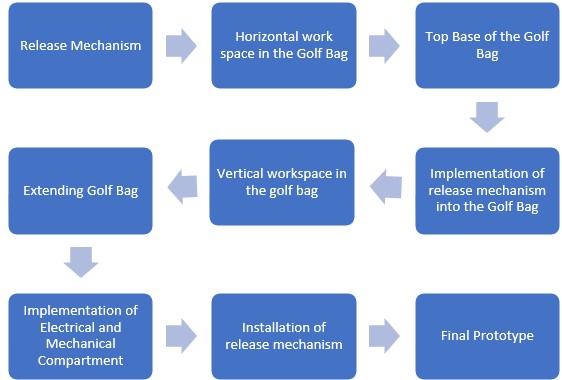 Release Mechanism
Horizontal work
space in the Golf Bag
Top Base of the Golf
Bag
Implementation of
release mechanism
into the Golf Bag
Vertical workspace in
the golf bag
Extending Golf Bag
Implementation of
Electrical and
Mechanical
Compartment
Installation of
release mechanism
Final Prototype